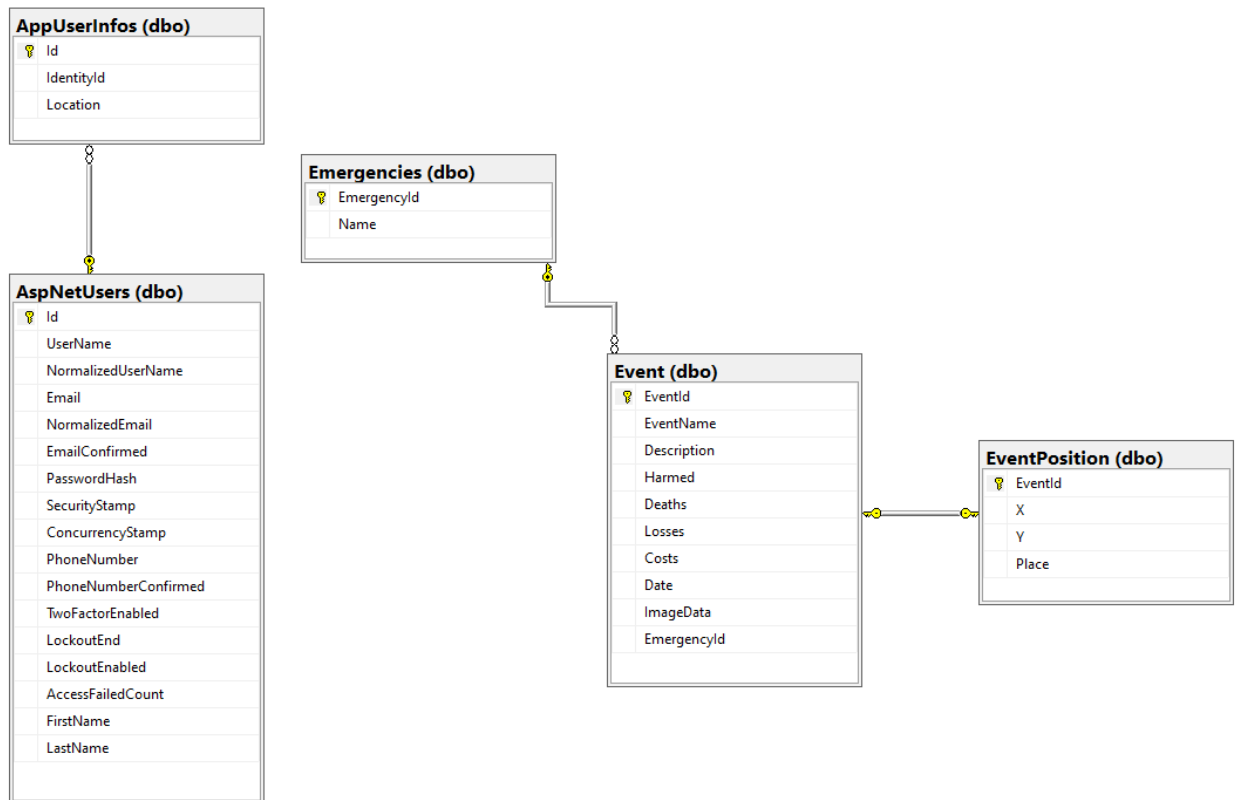 AppUserInfos (dbo)
Id
IdentityId
Location
Emergencies (dbo)
EmergencyId
Name
AspNetUsers (dbo)
Id
UserName
NormalizedUserName
Email
NormalizedEmail
EmailConfirmed
PasswordHash
SecurityStamp
ConcurrencyStamp
PhoneNumber
PhoneNumberConfirmed
TwoFactorEnabled
LockoutEnd
LockoutEnabled
AccessFailedCount
FirstName
LastName
Event (dbo)
EventId
EventName
Description
Harmed
Deaths
Losses
Costs
Date
ImageData
EmergencyId
EventPosition (dbo)
EventId
X
Y
Place